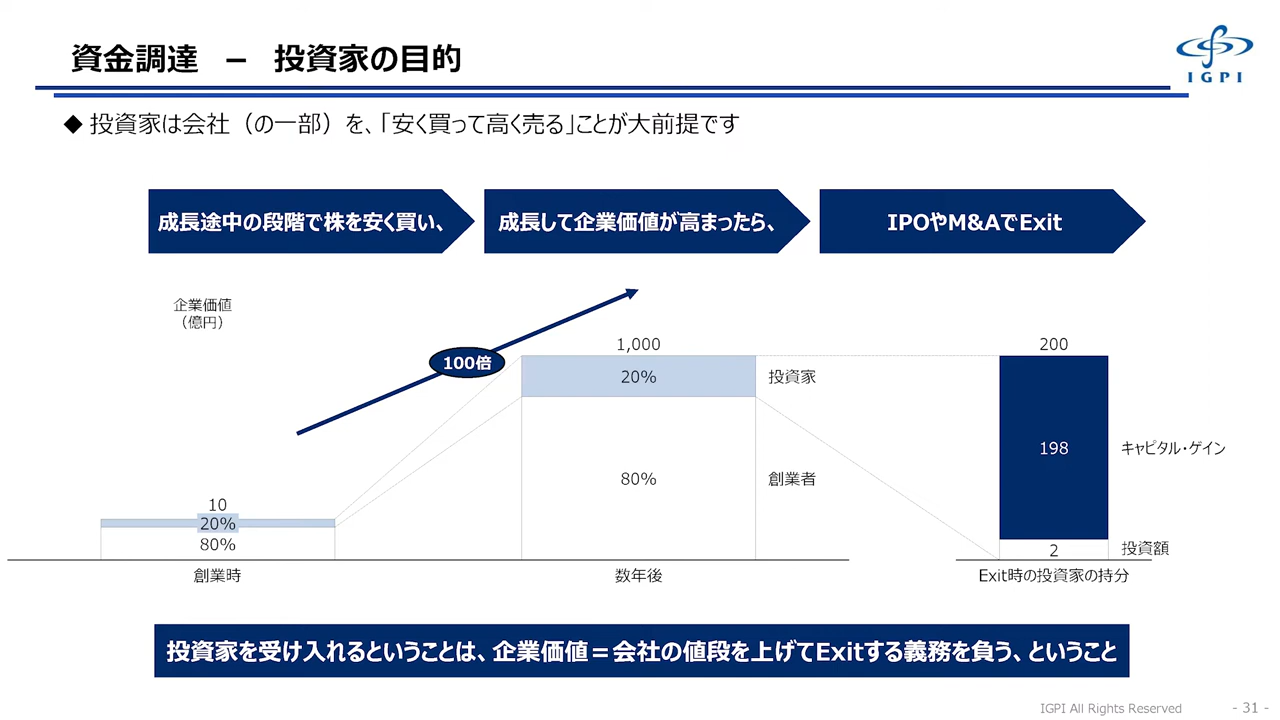 資金調達 － 投資家の目的
IGPI
◆ 投資家は会社（の一部）を、「安く買って高く売る」ことが大前提です
成長途中の段階で株を安く買い、
成長して企業価値が高まったら、
IPOやM&AでExit
企業価値
（億円）
100倍
10
20%
80%
創業時
1,000
20%
80%
数年後
投資家
創業者
200
198
2
キャピタル・ゲイン
投資額
Exit時の投資家の持分
投資家を受け入れるということは、企業価値＝会社の値段を上げてExitする義務を負う、ということ
IGPI All Rights Reserved
- 31 -